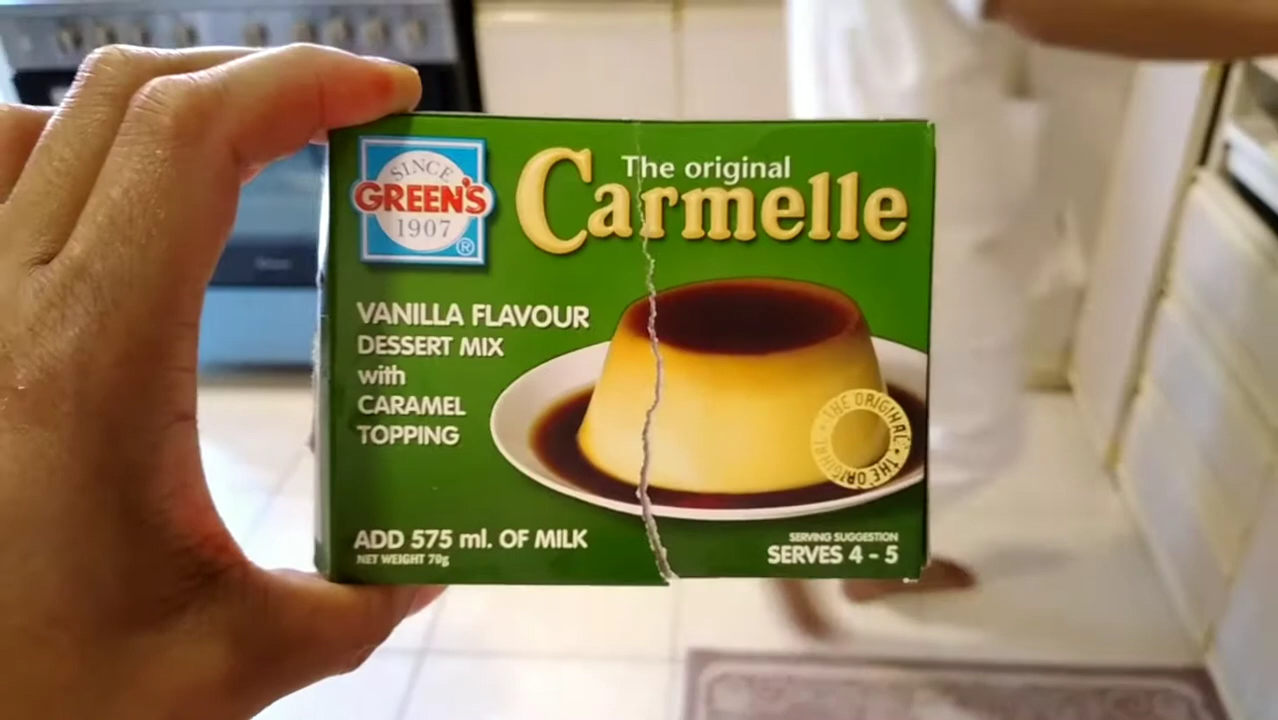 SINCE
GREEN'S
1907
®
The original
Carmelle
VANILLA FLAVOUR
DESSERT MIX
with
CARAMEL
TOPPING
THE ORIGINAL • THE ORIGINAL •
ADD 575 ml. OF MILK
NET WEIGHT 70g
SERVING SUGGESTION
SERVES 4 - 5